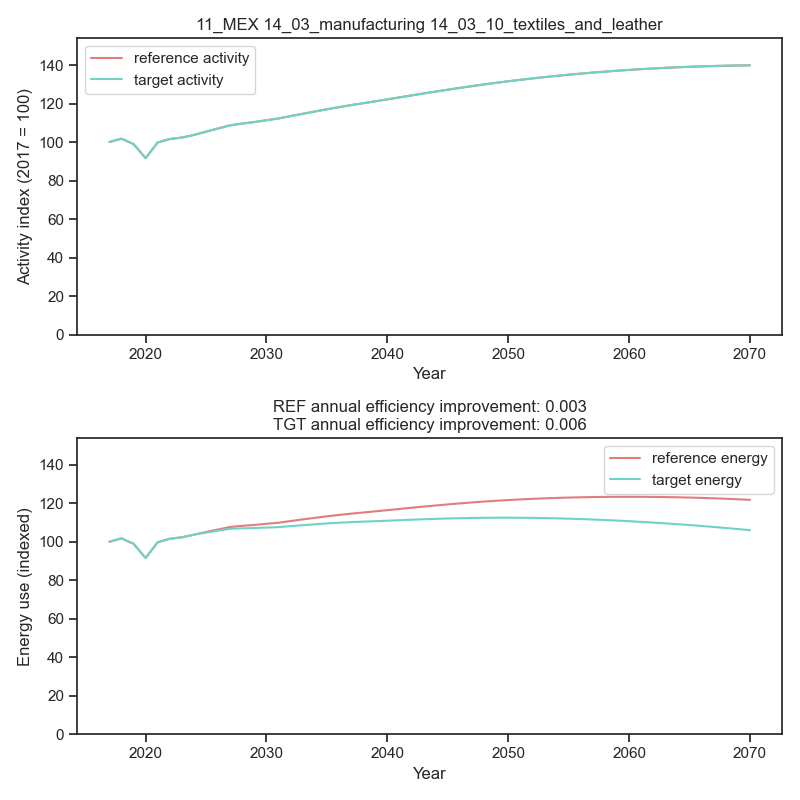 11_MEX 14_03_manufacturing 14_03_10_textiles_and_leather
reference activity
target activity
Activity index (2017 = 100)
140
120
100
80
60
40
20
0
2020 2030 2040 2050 2060 2070
Year
REF annual efficiency improvement: 0.003
TGT annual efficiency improvement: 0.006
reference energy
target energy
Energy use (indexed)
140
120
100
80
60
40
20
0
2020 2030 2040 2050 2060 2070
Year